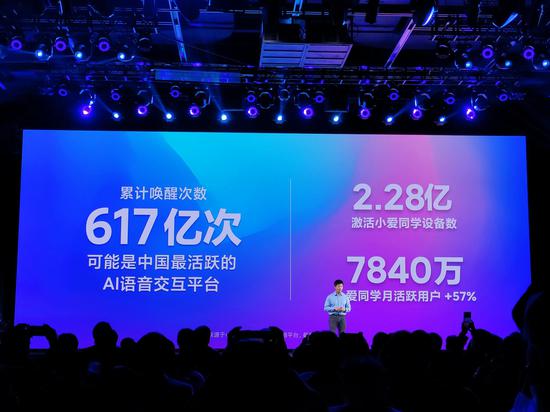 累计唤醒次数
617亿次
可能是中国最活跃的
AI语音交互平台
2.28亿
激活小爱同学设备数
7840万
爱同学月活跃用户 +57%